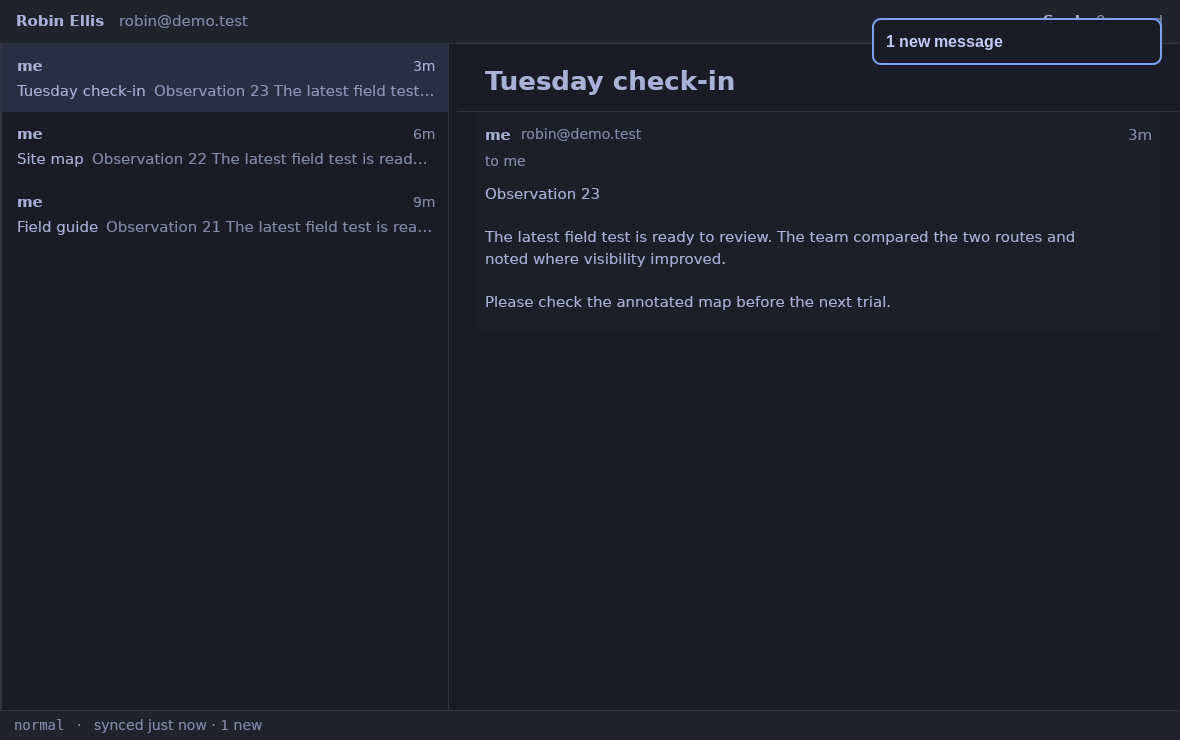 Robin Ellis robin@demo.test
1 new message
me 3m
Tuesday check-in Observation 23 The latest field test…
me 6m
Site map Observation 22 The latest field test is read…
me 9m
Field guide Observation 21 The latest field test is rea…
Tuesday check-in
me robin@demo.test 3m
to me
Observation 23
The latest field test is ready to review. The team compared the two routes and
noted where visibility improved.
Please check the annotated map before the next trial.
normal · synced just now · 1 new